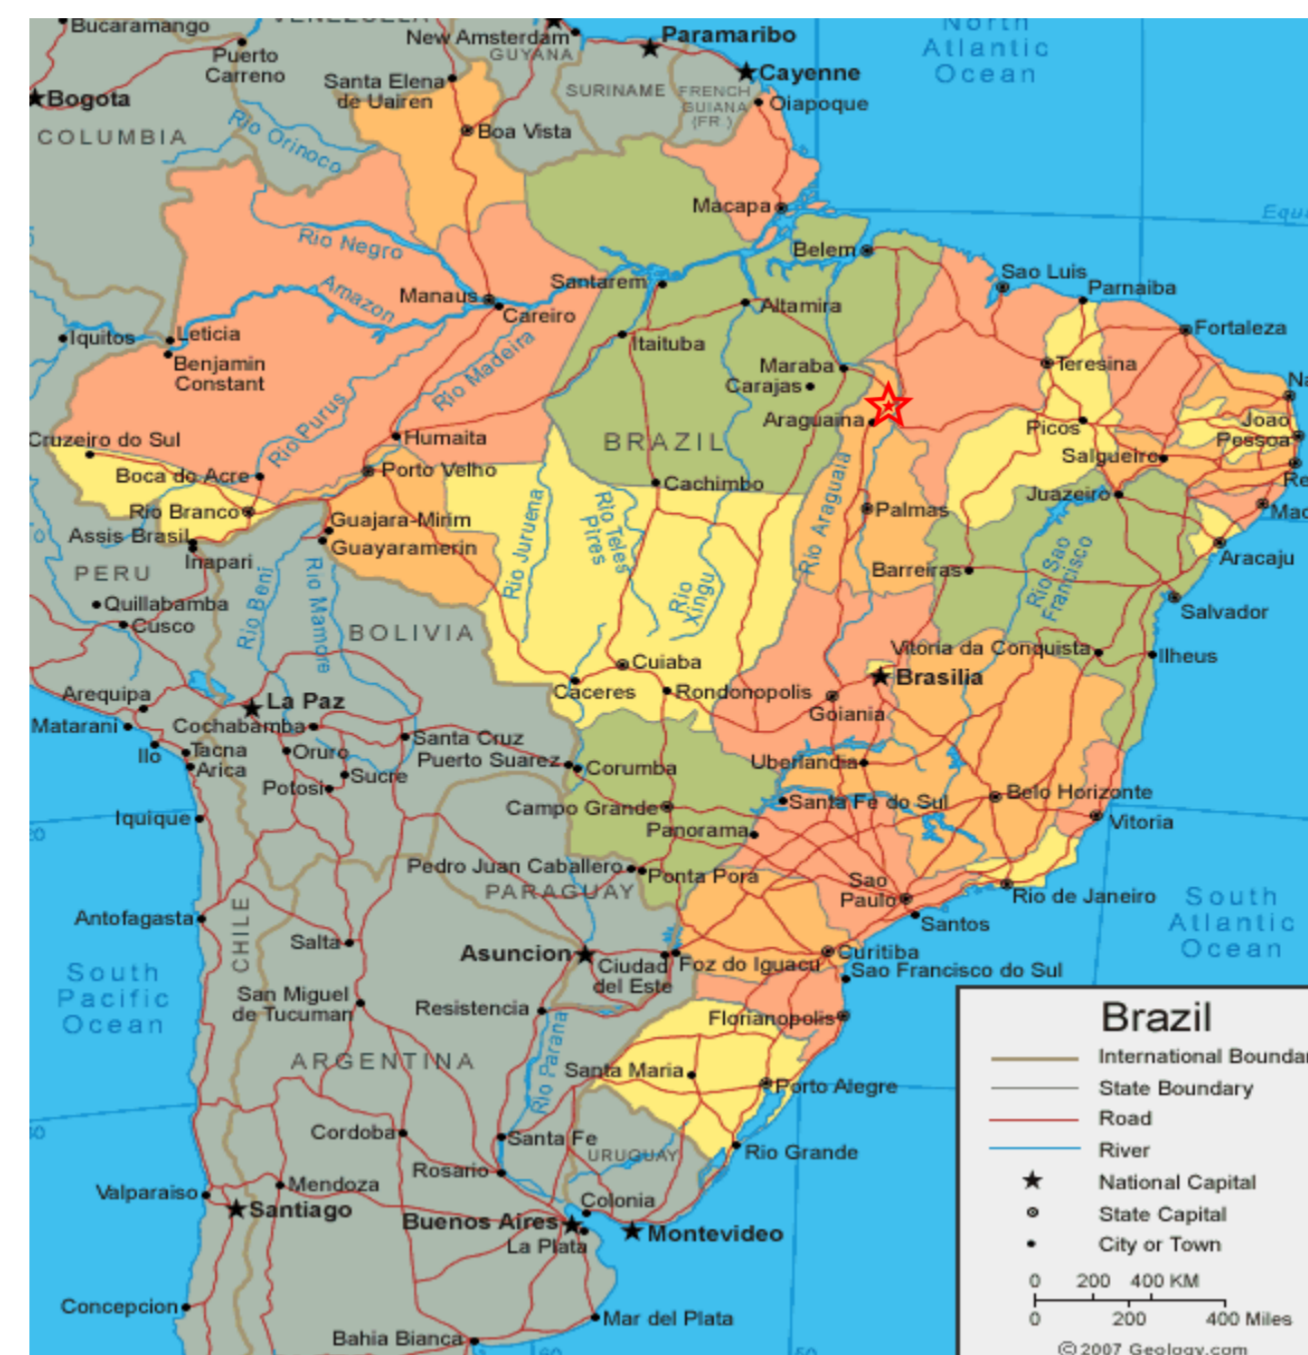 Bucaramango
VENEZUELA
New Amsterdam
GUYANA
Paramaribo
North
Atlantic
Ocean
Puerto
Carreno
Santa Elena
de Uairen
Cayenne
SURINAME
FRENCH
GUIANA
(FR.)
Oiapoque
Bogota
COLUMBIA
Rio Orinoco
Boa Vista
Macapa
Equ
Rio Negro
Belem
Santarem
Sao Luis
Parnaiba
Amazon
Manaus
Careiro
Altamira
Fortaleza
Iquitos
Leticia
Benjamin
Constant
Itaituba
Rio Madeira
Maraba
Carajas
Teresina
Na
Rio Purus
Araguaina
Joao
Pessoa
Picos
Cruzeiro do Sul
Humaita
BRAZIL
Salgueiro
Boca do Acre
Porto Velho
Cachimbo
Re
Juazeiro
Rio Branco
Guajara-Mirim
Guayaramerin
Rio Juruena
Rio Teles
Pires
Rio Araguaia
Palmas
Mac
Assis Brasil
Inapari
Aracaju
PERU
Rio Beni
Rio Mamore
Rio
Xingu
Barreiras
Rio Sao
Francisco
Quillabamba
Cusco
BOLIVIA
Salvador
Cuiaba
Vitoria da Conquista
Ilheus
Brasilia
Arequipa
La Paz
Caceres
Rondonopolis
Goiania
Matarani
Cochabamba
Santa Cruz
Ilo
Tacna
Arica
Oruro
Puerto Suarez
Corumba
Uberlandia
Potosi
Sucre
Campo Grande
Santa Fe do Sul
Belo Horizonte
Iquique
20
Panorama
Vitoria
Pedro Juan Caballero
Ponta Pora
PARAGUAY
Sao
Paulo
Rio de Janeiro
South
Atlantic
Ocean
Antofagasta
CHILE
Salta
Santos
Asuncion
Ciudad
del Este
Foz do Iguacu
Curitiba
Sao Francisco do Sul
South
Pacific
Ocean
San Miguel
de Tucuman
Resistencia
Florianopolis
ARGENTINA
Rio Parana
Santa Maria
Porto Alegre
30
Cordoba
Santa Fe
URUGUAY
Rio Grande
Rosario
Valparaiso
Mendoza
Santiago
Colonia
Buenos Aires
La Plata
Montevideo
Concepcion
Mar del Plata
Bahia Bianca
60
50
Brazil
International Boundar
State Boundary
Road
River
National Capital
State Capital
City or Town
0 200 400 KM
0 200 400 Miles
©2007 Geology.com